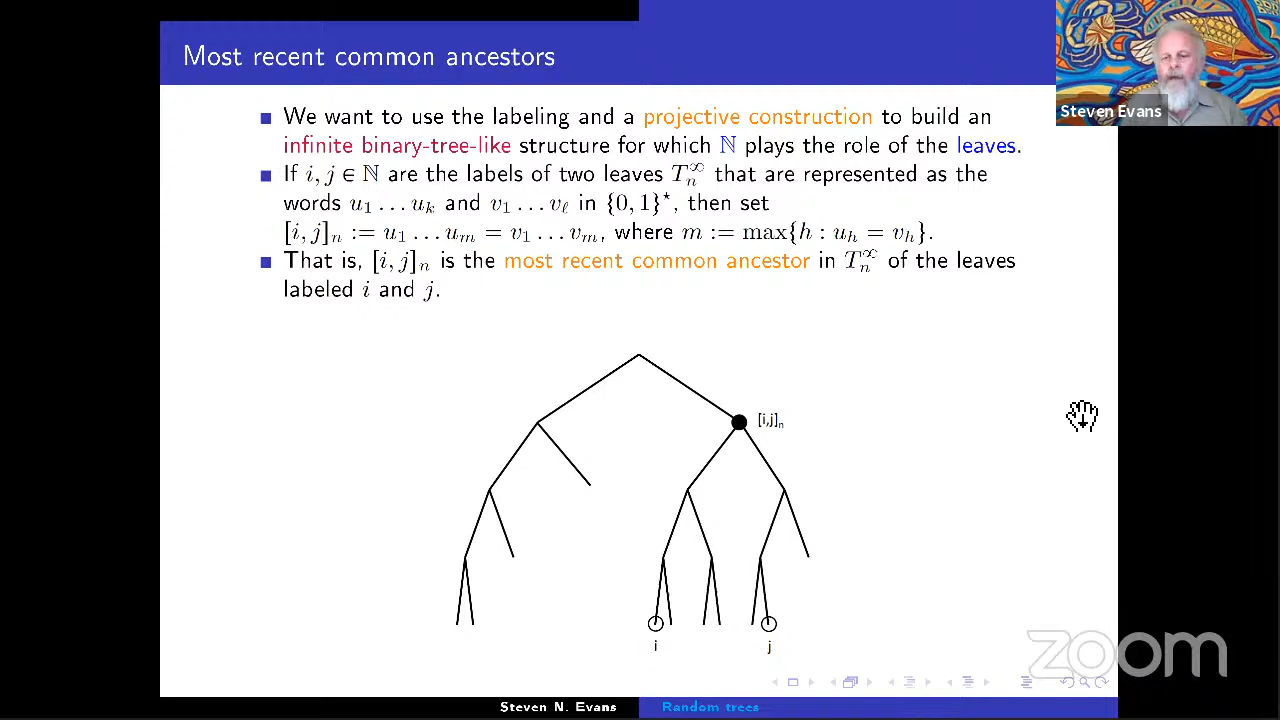 Most recent common ancestors
Steven Evans
■ We want to use the labeling and a projective construction to build an
infinite binary-tree-like structure for which ℕ plays the role of the leaves.
■ If i, j ∈ ℕ are the labels of two leaves T_n^∞ that are represented as the
words u₁ … u_k and v₁ … v_ℓ in {0, 1}*, then set
[i, j]_n := u₁ … u_m = v₁ … v_m, where m := max{h : u_h = v_h}.
■ That is, [i, j]_n is the most recent common ancestor in T_n^∞ of the leaves
labeled i and j.
[i,j]_n
i j
zoom
Steven N. Evans Random trees